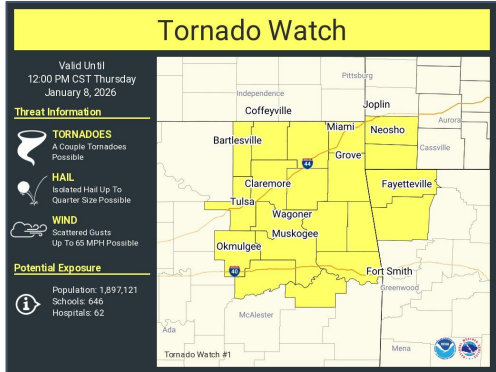 Tornado Watch
Valid Until
12:00 PM CST Thursday
January 8, 2026
Threat Information
TORNADOES
A Couple Tornadoes
Possible
HAIL
Isolated Hail Up To
Quarter Size Possible
WIND
Scattered Gusts
Up To 65 MPH Possible
Potential Exposure
Population: 1,897,121
Schools: 646
Hospitals: 62
Pittsburg
Independence
Coffeyville
Joplin
Aurora
Miami
Neosho
Bartlesville
Cassville
Grove
44
Claremore
Fayetteville
Tulsa
Wagoner
Muskogee
Okmulgee
40
Fort Smith
Greenwood
McAlester
Ada
Mena
Tornado Watch #1